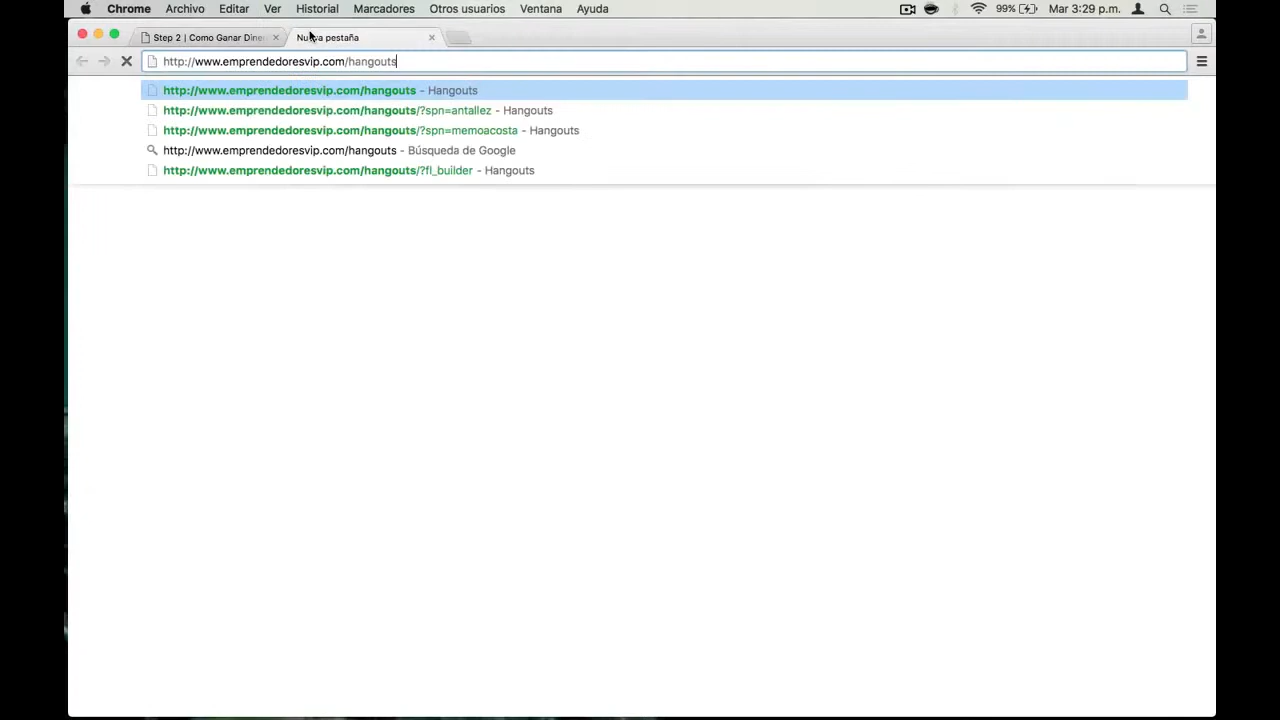 Chrome Archivo Editar Ver Historial Marcadores Otros usuarios Ventana Ayuda 99% Mar 3:29 p.m.
Step 2 | Como Ganar Diner Nueva pestaña
http://www.emprendedoresvip.com/hangouts
http://www.emprendedoresvip.com/hangouts - Hangouts
http://www.emprendedoresvip.com/hangouts/?spn=antallez - Hangouts
http://www.emprendedoresvip.com/hangouts/?spn=memoacosta - Hangouts
http://www.emprendedoresvip.com/hangouts - Búsqueda de Google
http://www.emprendedoresvip.com/hangouts/?fl_builder - Hangouts